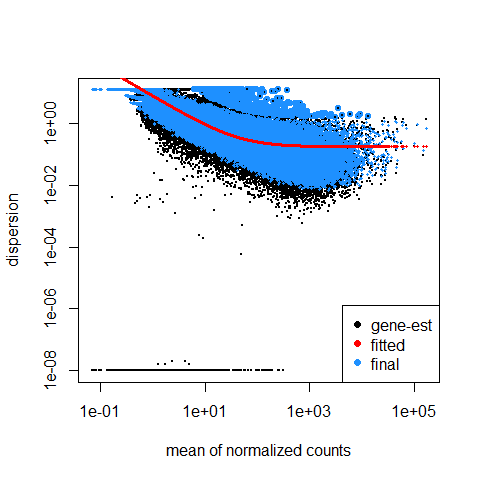 dispersion
1e+00
1e-02
1e-04
1e-06
1e-08
gene-est
fitted
final
1e-01 1e+01 1e+03 1e+05
mean of normalized counts